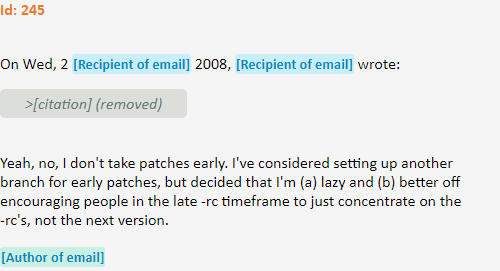 Id: 245
On Wed, 2 [Recipient of email] 2008, [Recipient of email] wrote:
>[citation] (removed)
Yeah, no, I don't take patches early. I've considered setting up another
branch for early patches, but decided that I'm (a) lazy and (b) better off
encouraging people in the late -rc timeframe to just concentrate on the
-rc's, not the next version.
[Author of email]